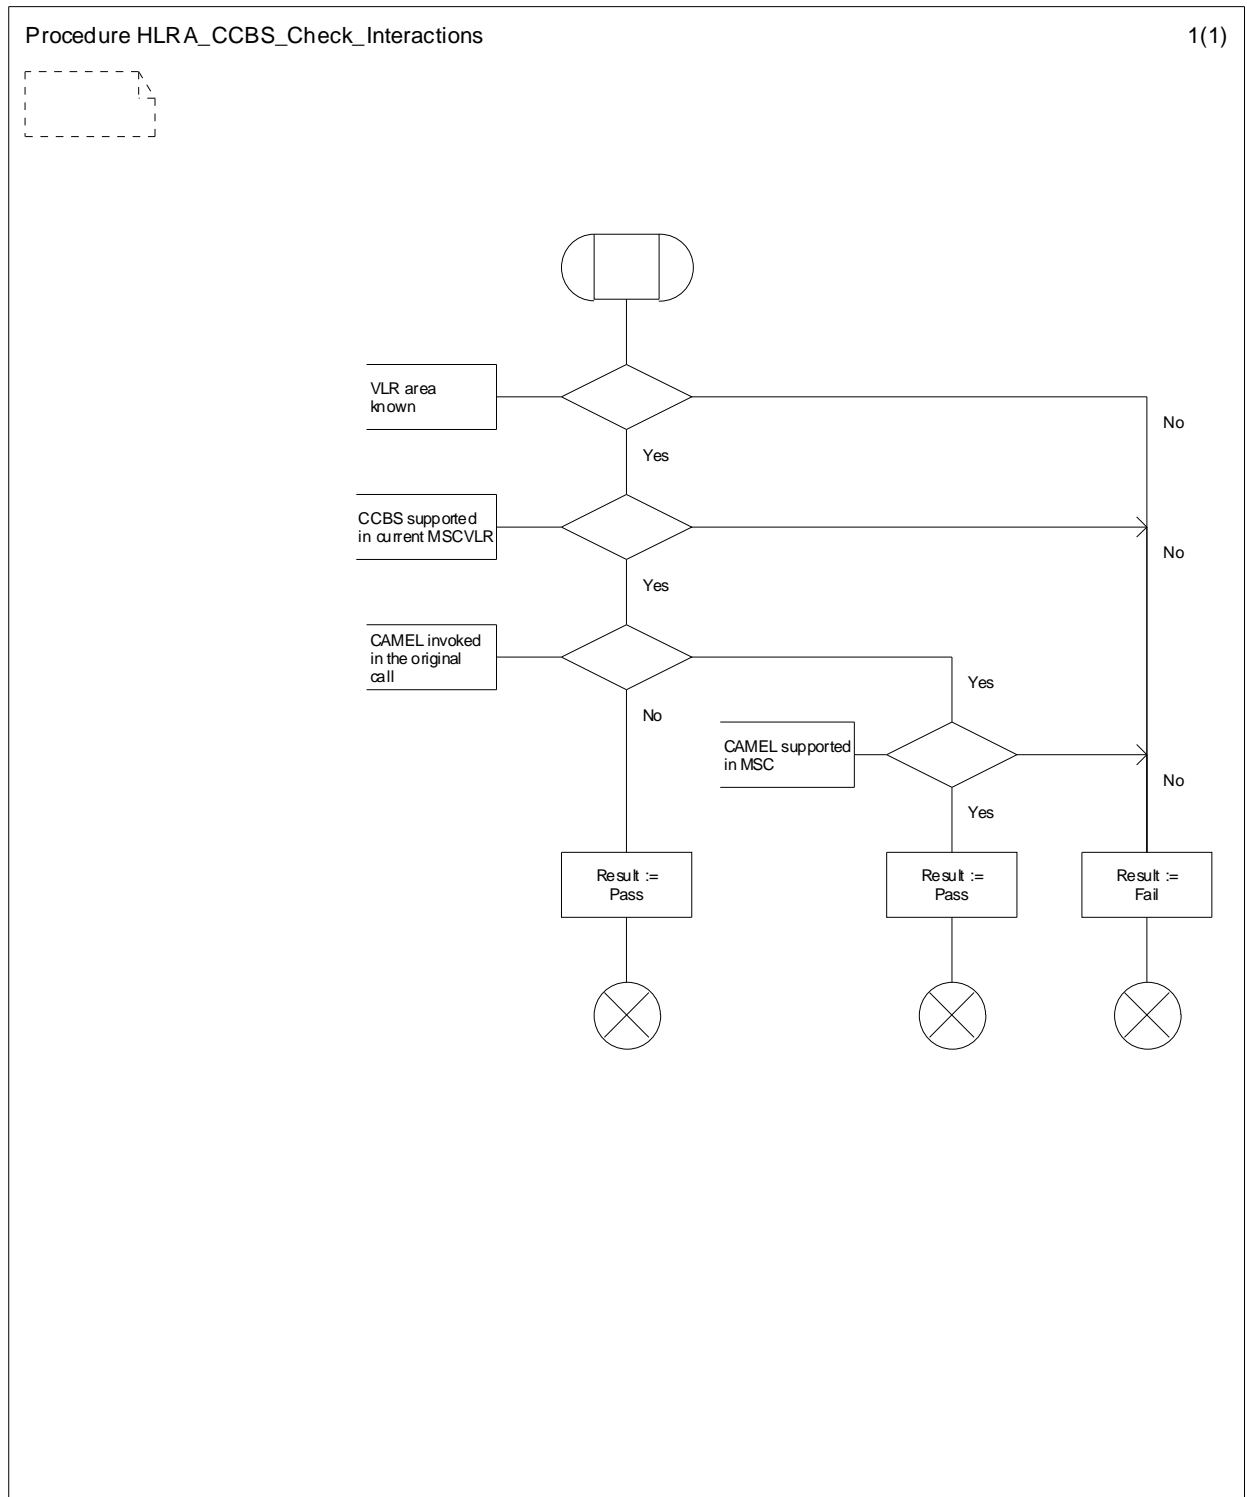 Procedure HLRA_CCBS_Check_Interactions
1(1)
VLR area
known
No
Yes
CCBS supported
in current MSCVLR
No
Yes
CAMEL invoked
in the original
call
Yes
No
CAMEL supported
in MSC
No
Yes
Result :=
Pass
Result :=
Pass
Result :=
Fail